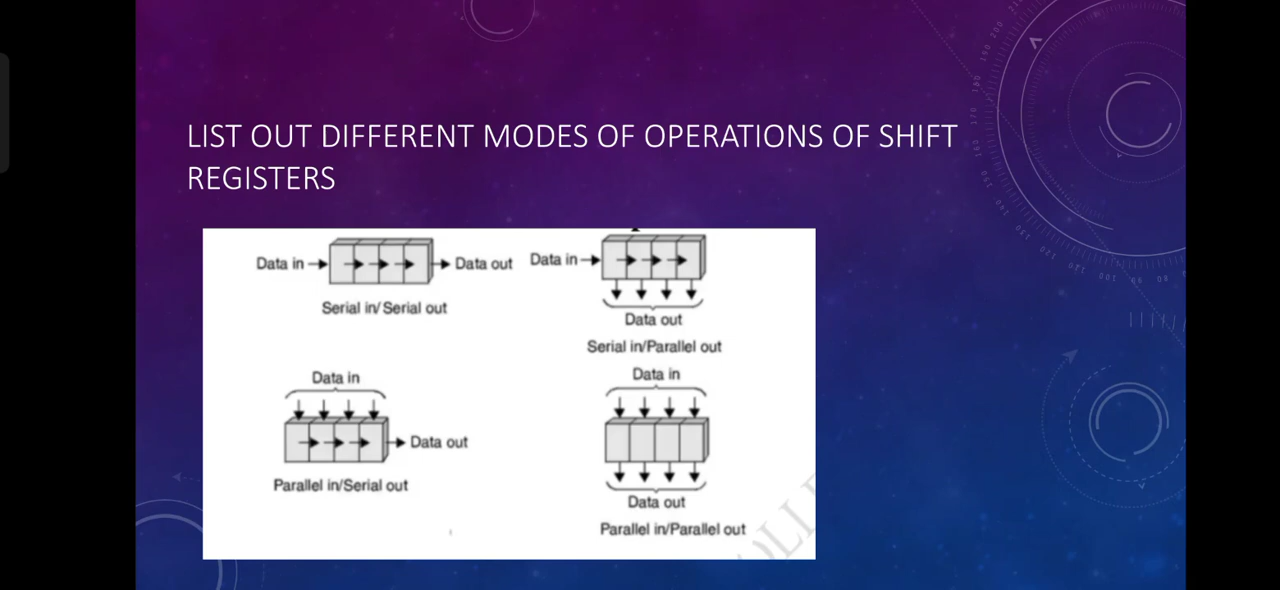 LIST OUT DIFFERENT MODES OF OPERATIONS OF SHIFT
REGISTERS
Data in
Data out
Serial in/Serial out
Data in
Data out
Serial in/Parallel out
Data in
Data out
Parallel in/Serial out
Data in
Data out
Parallel in/Parallel out